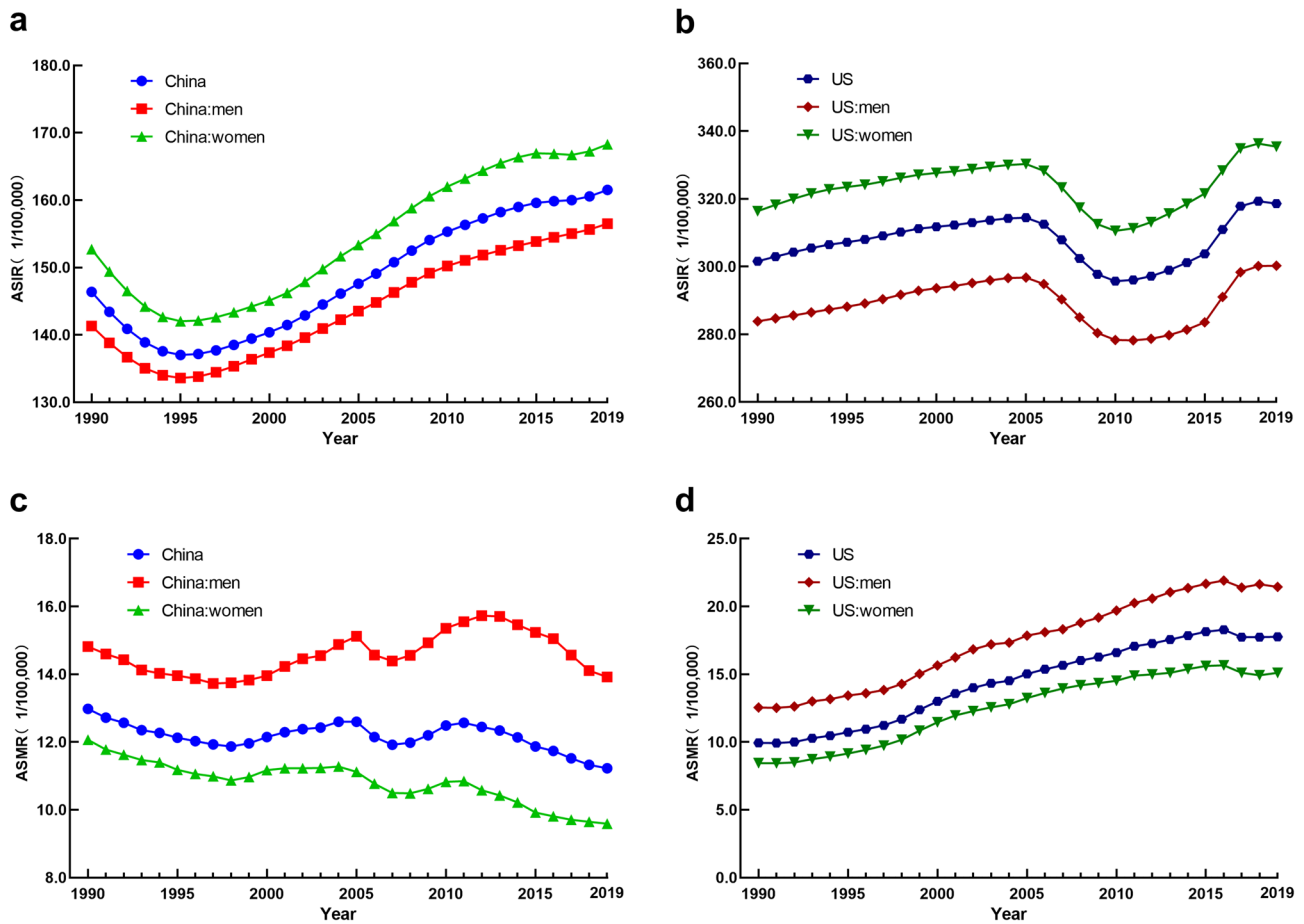 a
180.0
170.0
160.0
150.0
140.0
130.0
ASIR（ 1/100,000）
China
China:men
China:women
1990 1995 2000 2005 2010 2015 2019
Year
b
360.0
340.0
320.0
300.0
280.0
260.0
ASIR（ 1/100,000）
US
US:men
US:women
1990 1995 2000 2005 2010 2015 2019
Year
c
18.0
16.0
14.0
12.0
10.0
8.0
ASMR（ 1/100,000）
China
China:men
China:women
1990 1995 2000 2005 2010 2015 2019
Year
d
25.0
20.0
15.0
10.0
5.0
0.0
ASMR（ 1/100,000）
US
US:men
US:women
1990 1995 2000 2005 2010 2015 2019
Year